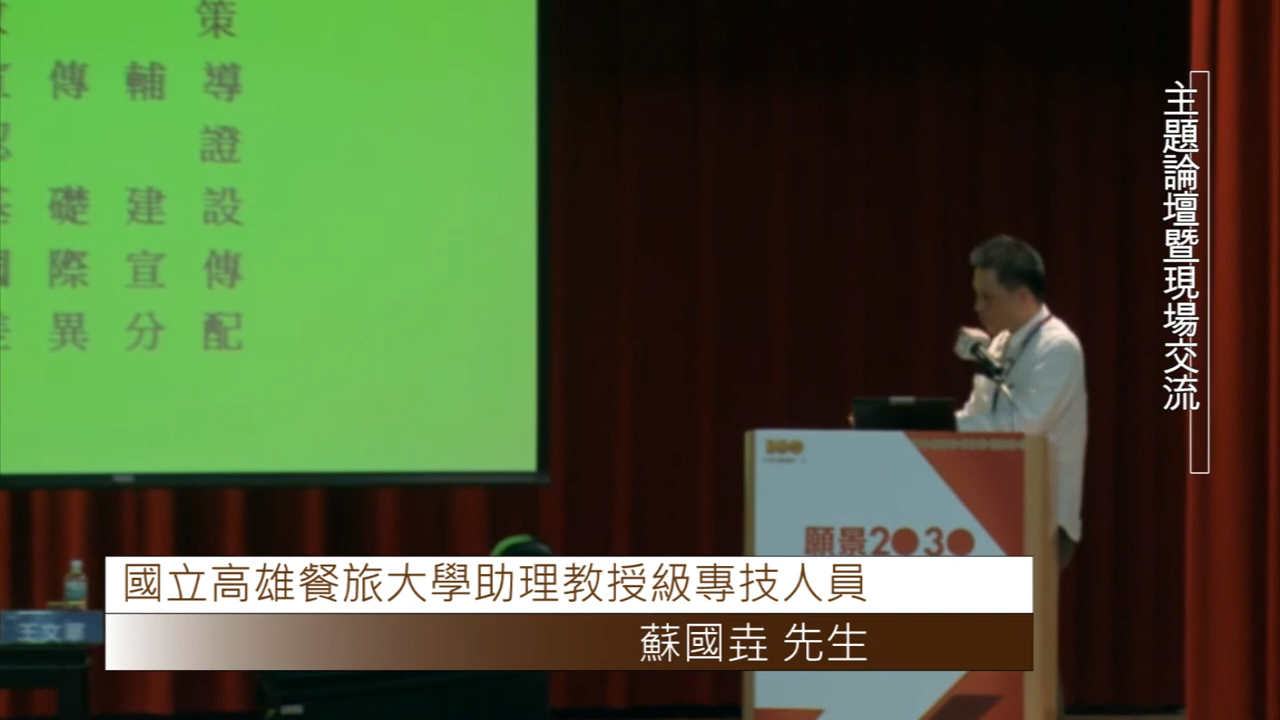 策
傳輔導
證
礎建設
際宣傳
異分配
主題論壇暨現場交流
願景2030
國立高雄餐旅大學助理教授級專技人員
蘇國垚 先生